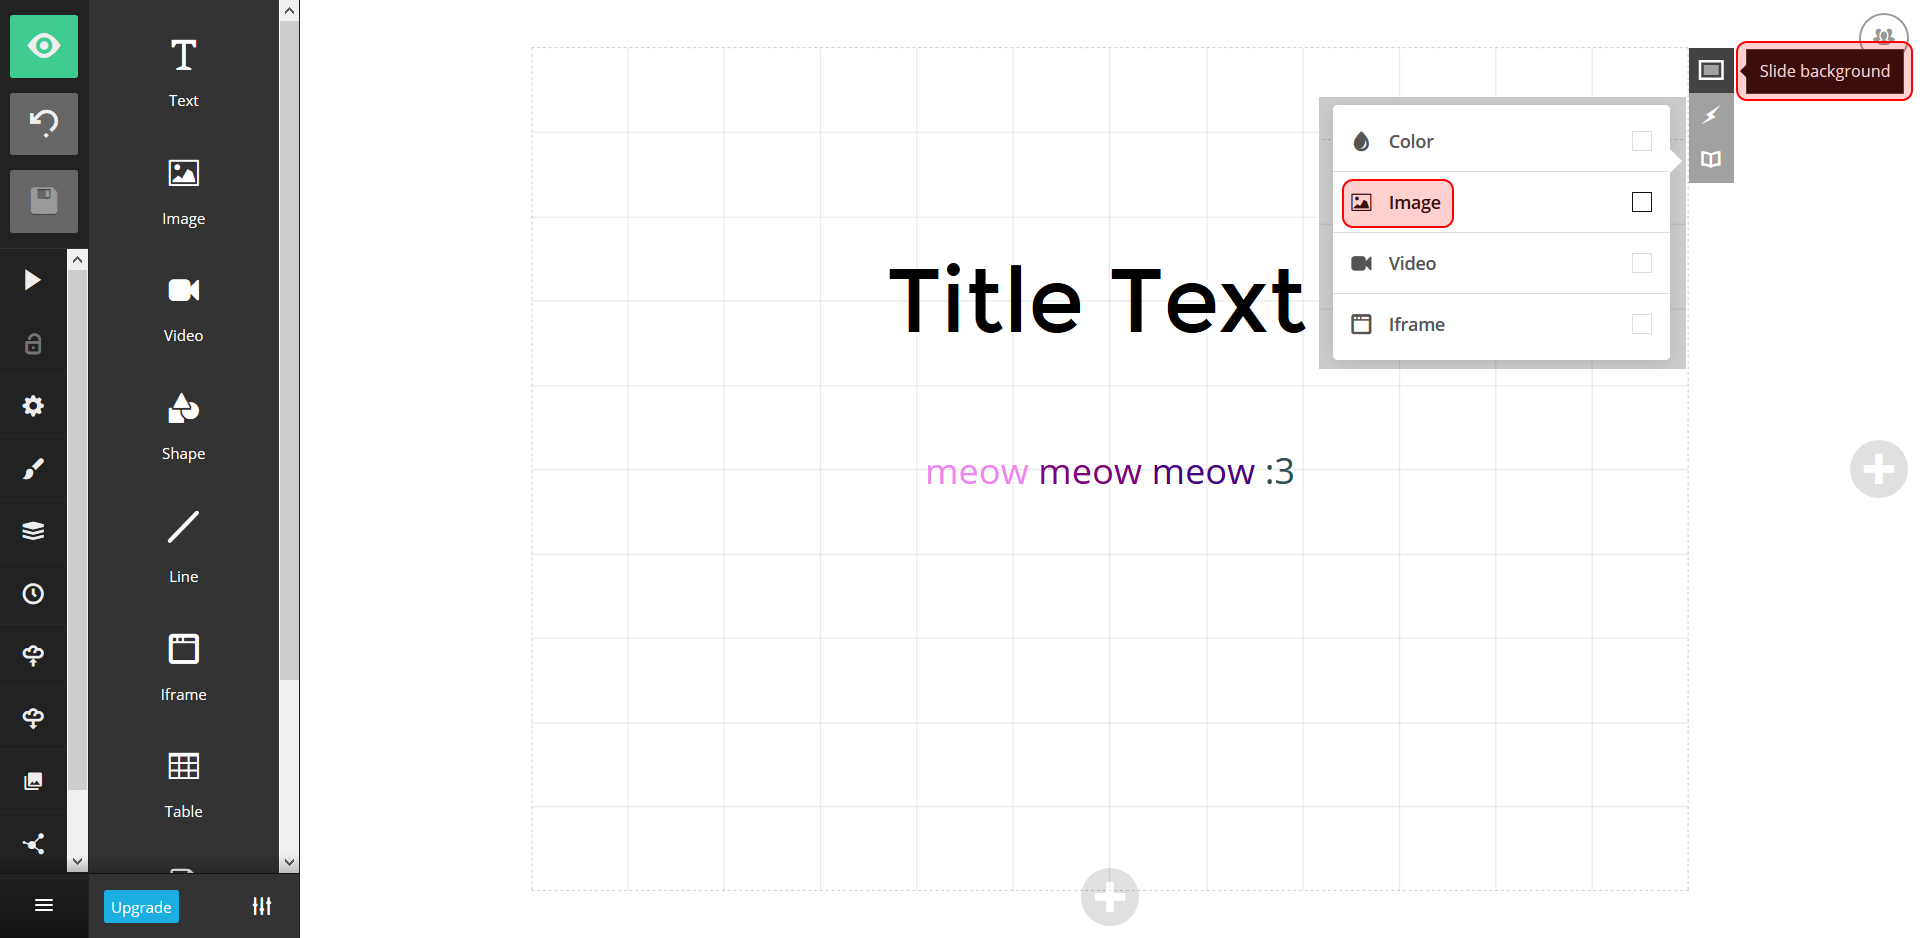 Text
Image
Video
Shape
Line
Iframe
Table
Upgrade
Title Text
meow meow meow :3
Color
Image
Video
Iframe
Slide background